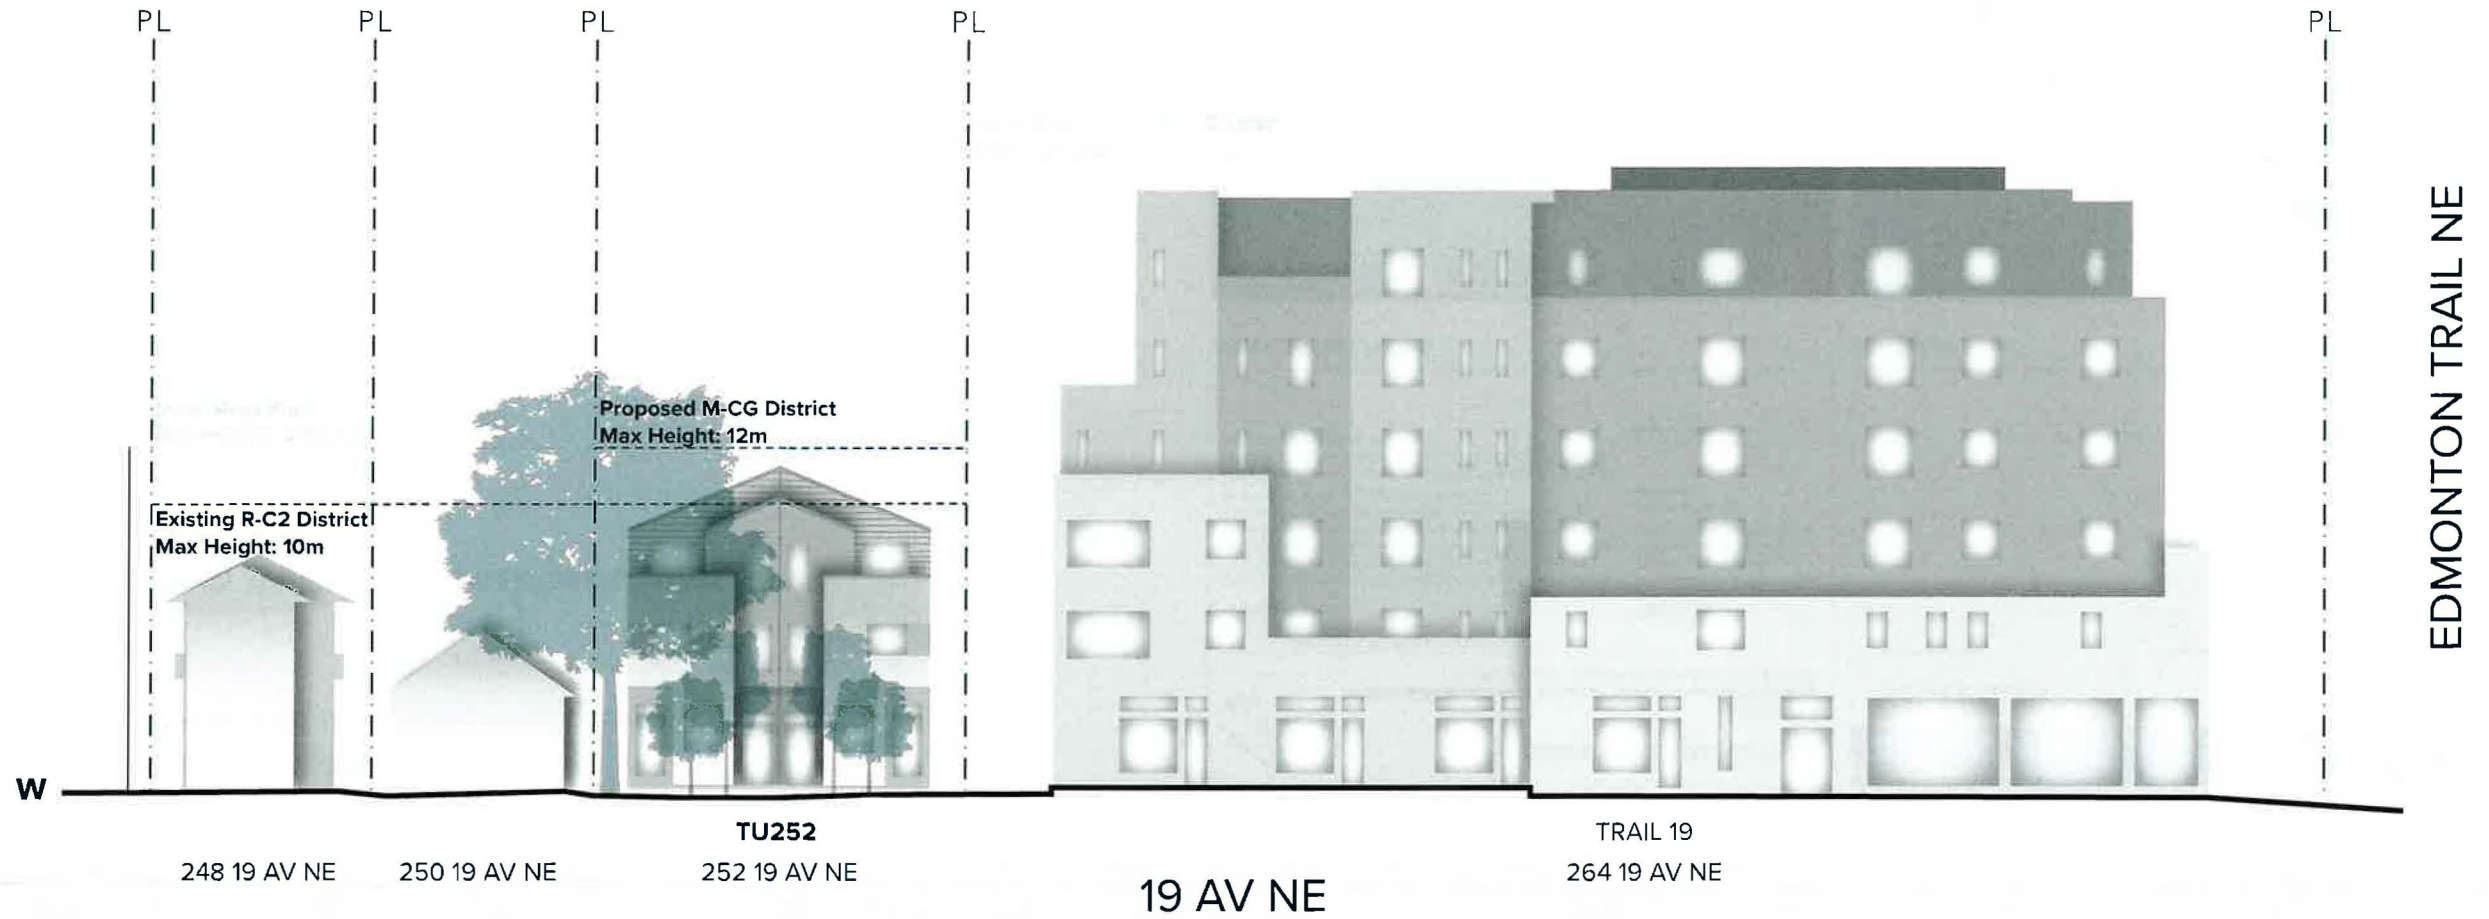 PL
PL
PL
PL
PL
Proposed M-CG District
Max Height: 12m
Existing R-C2 District
Max Height: 10m
EDMONTON TRAIL NE
W
TU252
TRAIL 19
248 19 AV NE
250 19 AV NE
252 19 AV NE
264 19 AV NE
19 AV NE